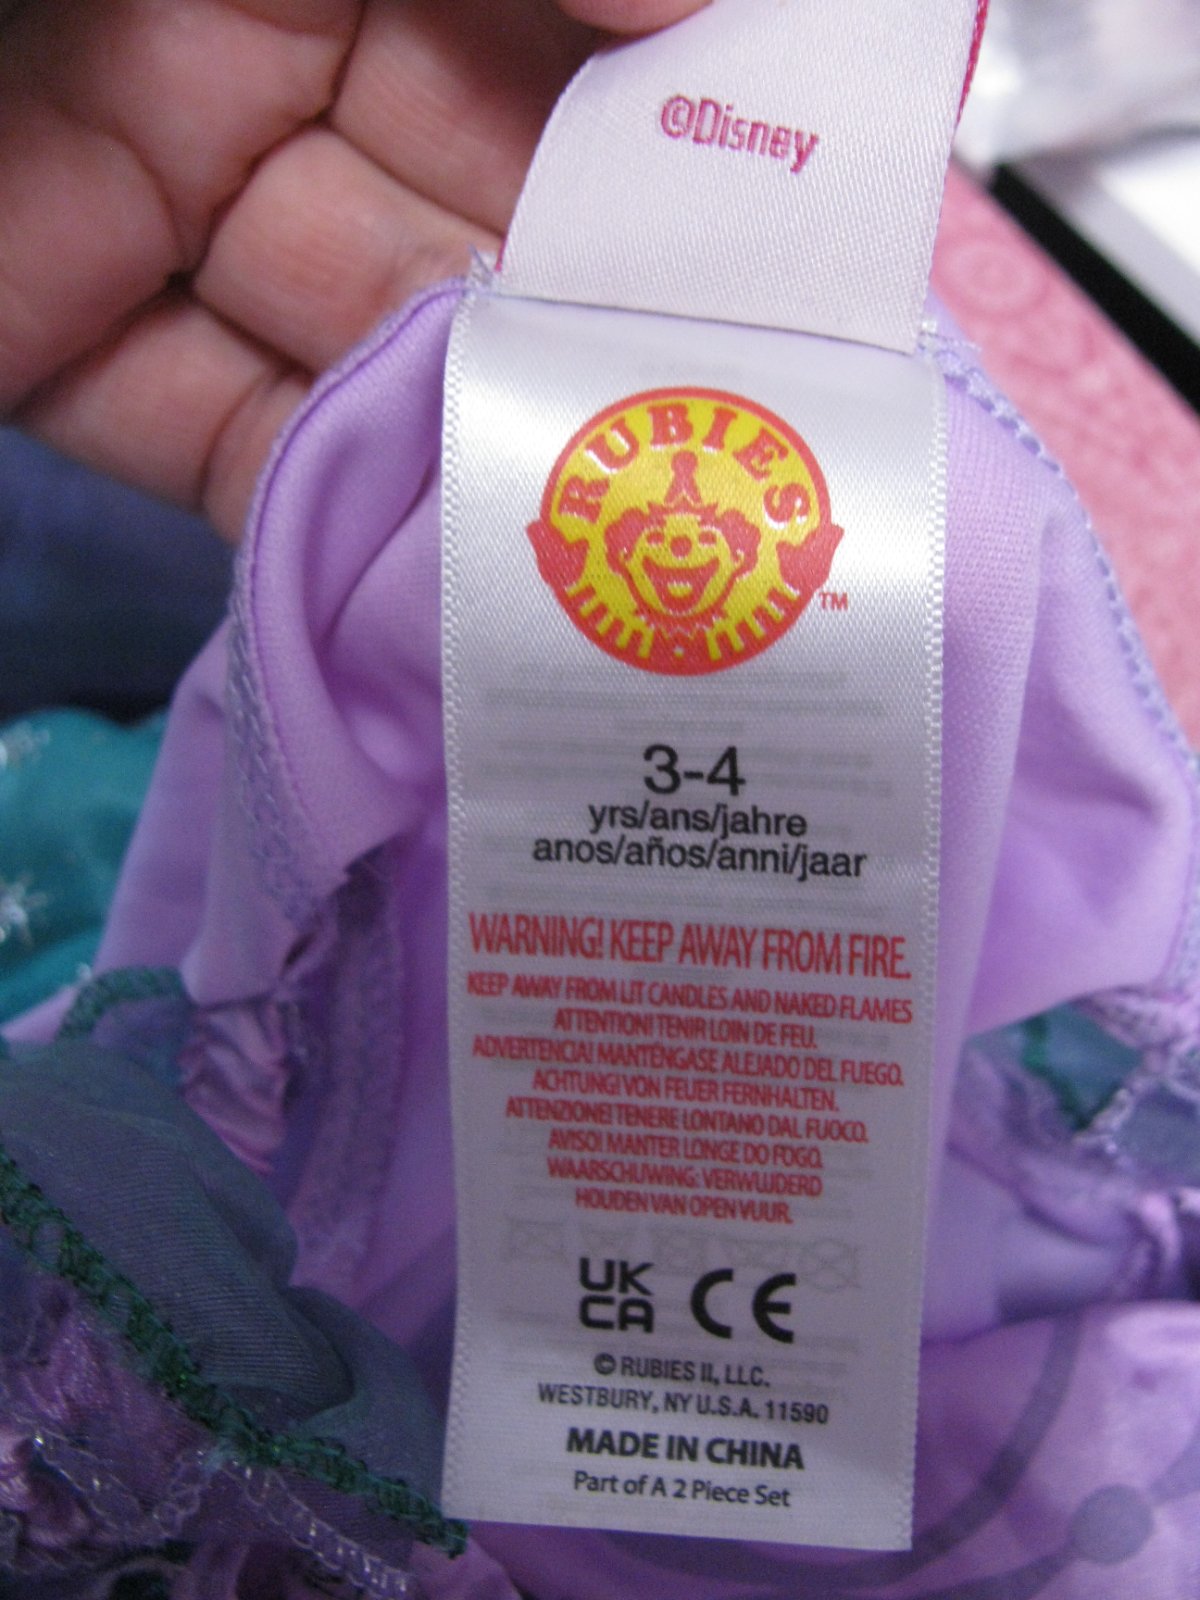 ©Disney
RUBIES
TM
3-4
yrs/ans/jahre
anos/años/anni/jaar
WARNING! KEEP AWAY FROM FIRE.
KEEP AWAY FROM LIT CANDLES AND NAKED FLAMES
ATTENTION! TENIR LOIN DE FEU.
ADVERTENCIA! MANTÉNGASE ALEJADO DEL FUEGO.
ACHTUNG! VON FEUER FERNHALTEN.
ATTENZIONE! TENERE LONTANO DAL FUOCO.
AVISO! MANTER LONGE DO FOGO.
WAARSCHUWING: VERWIJDERD
HOUDEN VAN OPEN VUUR.
UK
CA CE
© RUBIES II, LLC.
WESTBURY, NY U.S.A. 11590
MADE IN CHINA
Part of A 2 Piece Set